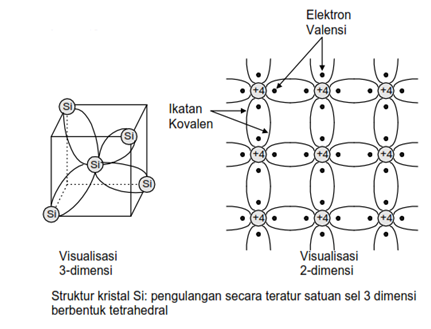 Elektron
Valensi
Ikatan
Kovalen
Si
Si
Si
Si
Si
+4 +4 +4
+4 +4 +4
+4 +4 +4
Visualisasi
3-dimensi
Visualisasi
2-dimensi
Struktur kristal Si: pengulangan secara teratur satuan sel 3 dimensi
berbentuk tetrahedral